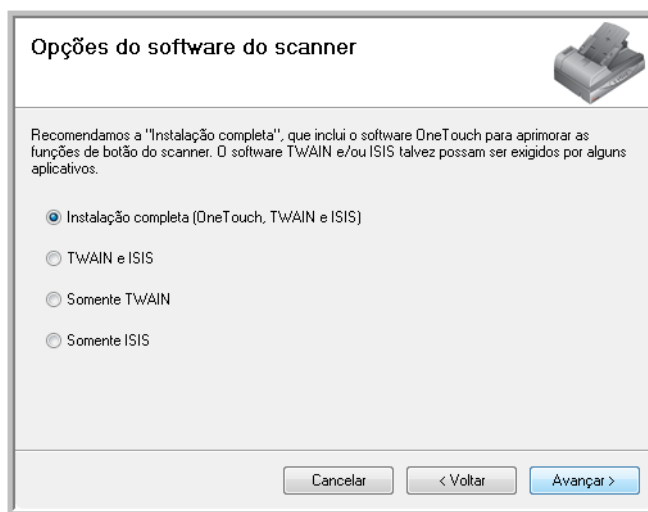 Opções do software do scanner
Recomendamos a "Instalação completa", que inclui o software OneTouch para aprimorar as
funções de botão do scanner. O software TWAIN e/ou ISIS talvez possam ser exigidos por alguns
aplicativos.
Instalação completa (OneTouch, TWAIN e ISIS)
TWAIN e ISIS
Somente TWAIN
Somente ISIS
Cancelar
< Voltar
Avançar >